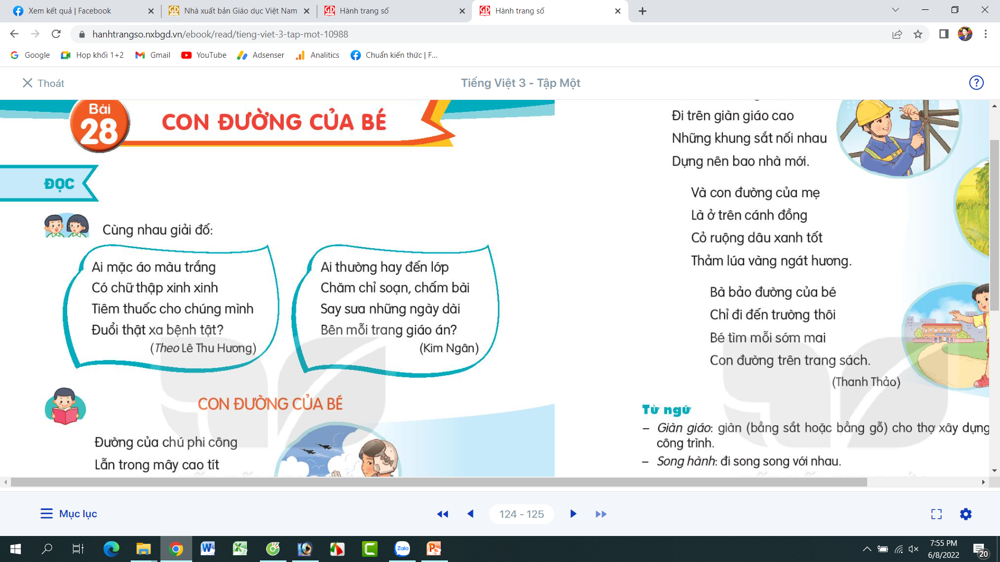 Xem kết quả | Facebook
Nhà xuất bản Giáo dục Việt Nam
Hành trang số
Hành trang số
hanhtrangso.nxbgd.vn/ebook/read/tieng-viet-3-tap-mot-10988
Google
Họp khối 1+2
Gmail
YouTube
Adsenser
Analitics
Chuẩn kiến thức | F...
Thoát
Tiếng Việt 3 - Tập Một
Bài
28
CON ĐƯỜNG CỦA BÉ
ĐỌC
Cùng nhau giải đố:
Ai mặc áo màu trắng
Có chữ thập xinh xinh
Tiêm thuốc cho chúng mình
Đuổi thật xa bệnh tật?
(Theo Lê Thu Hương)
Ai thường hay đến lớp
Chăm chỉ soạn, chấm bài
Say sưa những ngày dài
Bên mỗi trang giáo án?
(Kim Ngân)
CON ĐƯỜNG CỦA BÉ
Đường của chú phi công
Lẫn trong mây cao tít
Đi trên giàn giáo cao
Những khung sắt nối nhau
Dựng nên bao nhà mới.
Và con đường của mẹ
Là ở trên cánh đồng
Cỏ ruộng dâu xanh tốt
Thảm lúa vàng ngát hương.
Bà bảo đường của bé
Chỉ đi đến trường thôi
Bé tìm mỗi sớm mai
Con đường trên trang sách.
(Thanh Thảo)
Từ ngữ
– Giàn giáo: giàn (bằng sắt hoặc bằng gỗ) cho thợ xây dựng
công trình.
– Song hành: đi song song với nhau.
Mục lục
124 - 125
Zalo
7:55 PM
6/8/2022
20